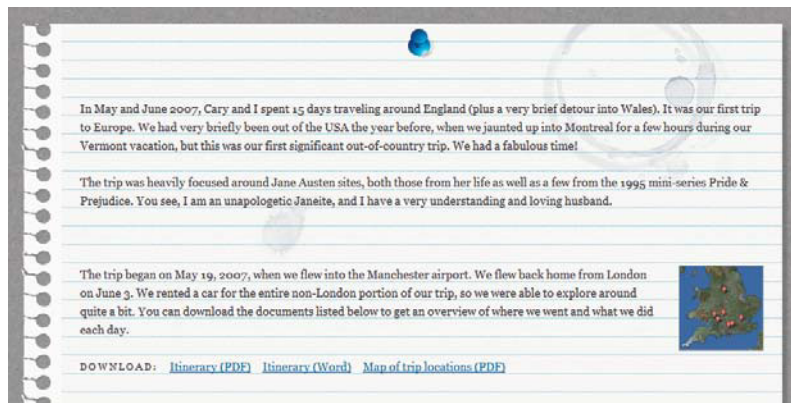 In May and June 2007, Cary and I spent 15 days traveling around England (plus a very brief detour into Wales). It was our first trip
to Europe. We had very briefly been out of the USA the year before, when we jaunted up into Montreal for a few hours during our
Vermont vacation, but this was our first significant out-of-country trip. We had a fabulous time!
The trip was heavily focused around Jane Austen sites, both those from her life as well as a few from the 1995 mini-series Pride &
Prejudice. You see, I am an unapologetic Janeite, and I have a very understanding and loving husband.
The trip began on May 19, 2007, when we flew into the Manchester airport. We flew back home from London
on June 3. We rented a car for the entire non-London portion of our trip, so we were able to explore around
quite a bit. You can download the documents listed below to get an overview of where we went and what we did
each day.
DOWNLOAD: Itinerary (PDF) Itinerary (Word) Map of trip locations (PDF)